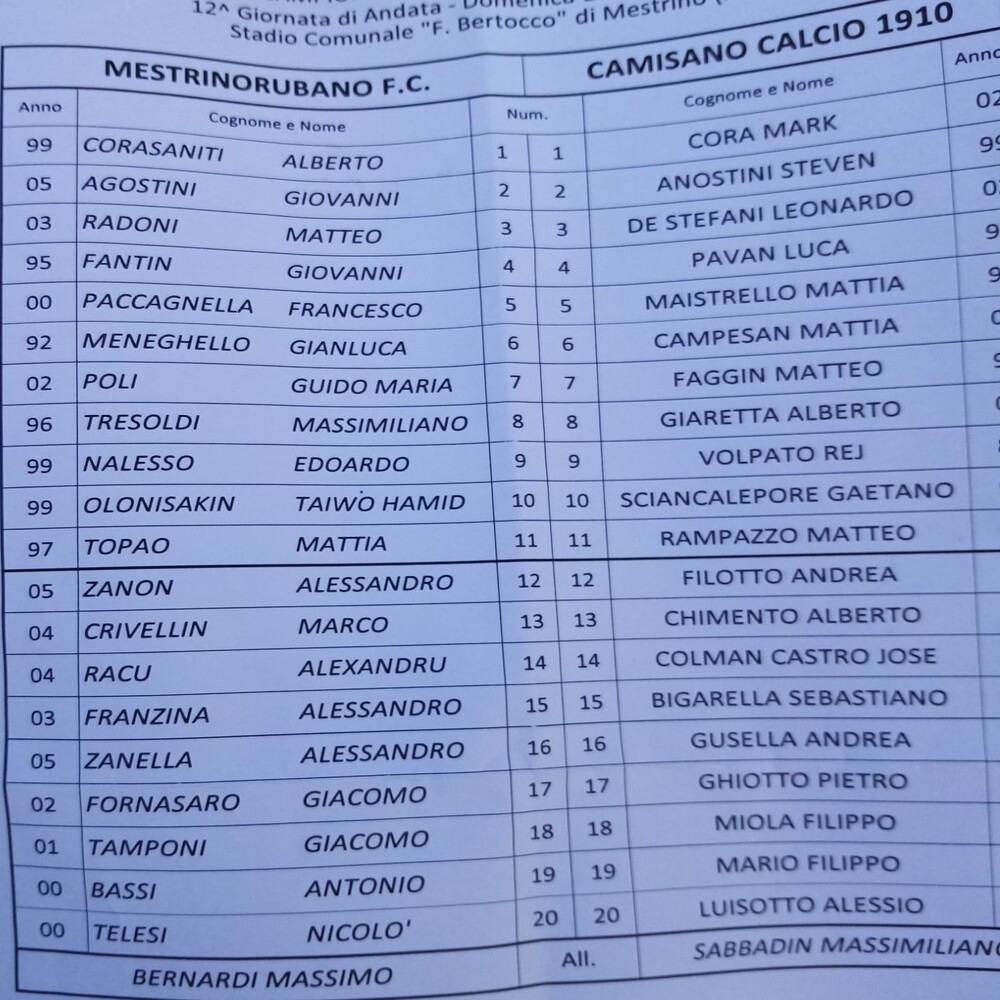 12^ Giornata di Andata -
Stadio Comunale "F. Bertocco" di Mestrino
MESTRINORUBANO F.C. CAMISANO CALCIO 1910
Anno Cognome e Nome Num. Cognome e Nome Anno
99 CORASANITI ALBERTO 1 1 CORA MARK 02
05 AGOSTINI GIOVANNI 2 2 ANOSTINI STEVEN 99
03 RADONI MATTEO 3 3 DE STEFANI LEONARDO
95 FANTIN GIOVANNI 4 4 PAVAN LUCA
00 PACCAGNELLA FRANCESCO 5 5 MAISTRELLO MATTIA
92 MENEGHELLO GIANLUCA 6 6 CAMPESAN MATTIA
02 POLI GUIDO MARIA 7 7 FAGGIN MATTEO
96 TRESOLDI MASSIMILIANO 8 8 GIARETTA ALBERTO
99 NALESSO EDOARDO 9 9 VOLPATO REJ
99 OLONISAKIN TAIWO HAMID 10 10 SCIANCALEPORE GAETANO
97 TOPAO MATTIA 11 11 RAMPAZZO MATTEO
05 ZANON ALESSANDRO 12 12 FILOTTO ANDREA
04 CRIVELLIN MARCO 13 13 CHIMENTO ALBERTO
04 RACU ALEXANDRU 14 14 COLMAN CASTRO JOSE
03 FRANZINA ALESSANDRO 15 15 BIGARELLA SEBASTIANO
05 ZANELLA ALESSANDRO 16 16 GUSELLA ANDREA
02 FORNASARO GIACOMO 17 17 GHIOTTO PIETRO
01 TAMPONI GIACOMO 18 18 MIOLA FILIPPO
00 BASSI ANTONIO 19 19 MARIO FILIPPO
00 TELESI NICOLO' 20 20 LUISOTTO ALESSIO
BERNARDI MASSIMO All. SABBADIN MASSIMILIANO